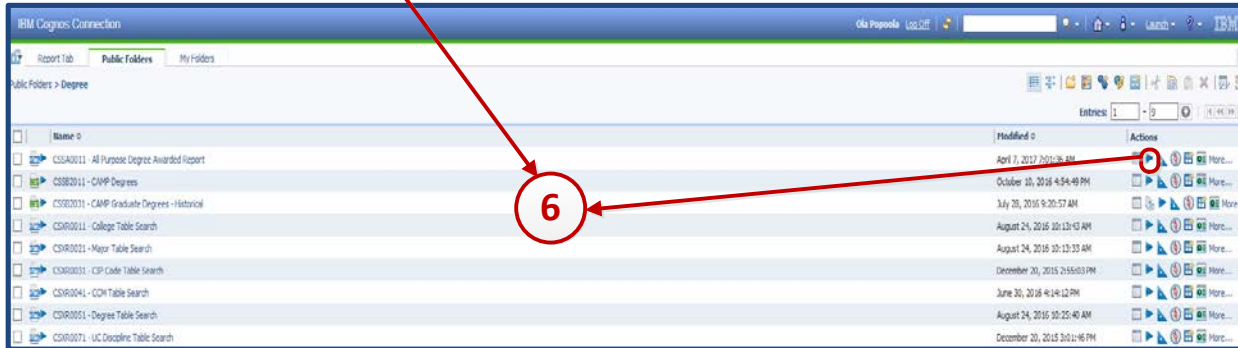 IBM Cognos Connection Ola Popoola Log Off Launch IBM
Report Tab Public Folders My Folders
ublic Folders > Degree
Entries: 1 - 9
Name Modified Actions
CSSA0011 - All Purpose Degree Awarded Report April 7, 2017 7:01:36 AM More...
CSSB2011 - CAMP Degrees October 10, 2016 4:54:49 PM More...
CSSB2031 - CAMP Graduate Degrees - Historical July 28, 2016 9:20:57 AM More
CSXR0011 - College Table Search August 24, 2016 10:13:43 AM More...
CSXR0021 - Major Table Search August 24, 2016 10:13:33 AM More...
CSXR0031 - CIP Code Table Search December 20, 2015 2:55:03 PM More...
CSXR0041 - CCM Table Search June 30, 2016 4:14:12 PM More...
CSXR0051 - Degree Table Search August 24, 2016 10:25:40 AM More...
CSXR0071 - UC Discipline Table Search December 20, 2015 3:01:46 PM More...
6